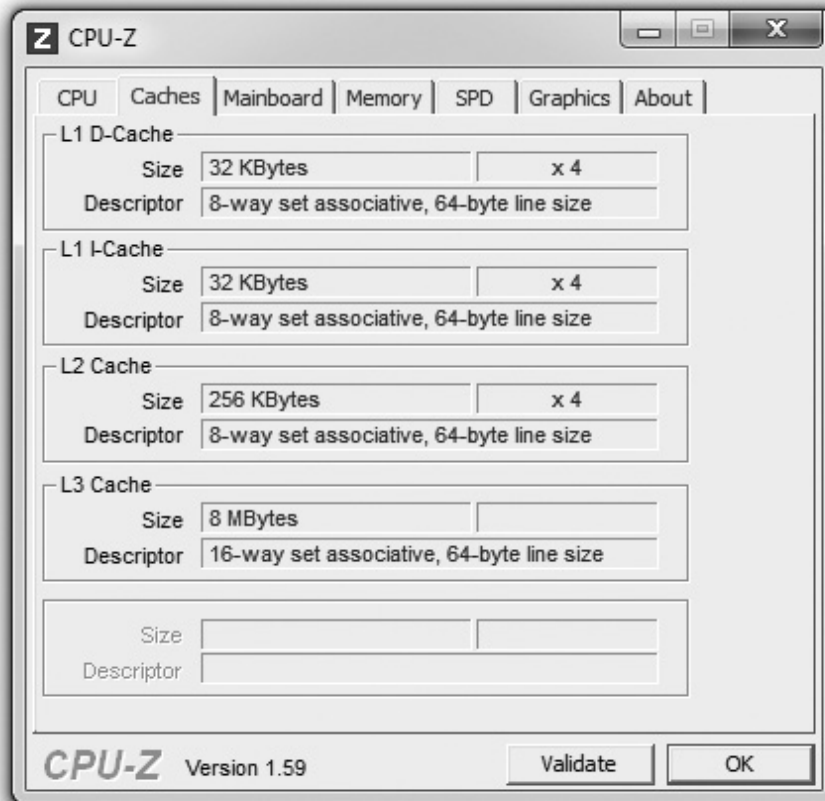 Z CPU-Z X
CPU Caches Mainboard Memory SPD Graphics About
L1 D-Cache
Size 32 KBytes x 4
Descriptor 8-way set associative, 64-byte line size
L1 I-Cache
Size 32 KBytes x 4
Descriptor 8-way set associative, 64-byte line size
L2 Cache
Size 256 KBytes x 4
Descriptor 8-way set associative, 64-byte line size
L3 Cache
Size 8 MBytes
Descriptor 16-way set associative, 64-byte line size
Size
Descriptor
CPU-Z Version 1.59 Validate OK